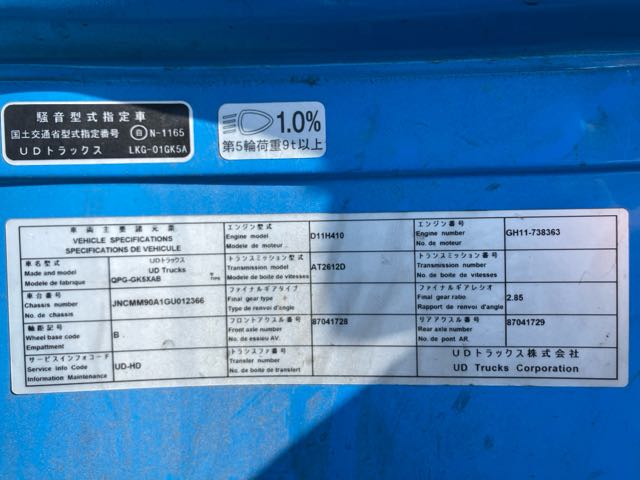 騒音型式指定車
国土交通省型式指定番号 自 N-1165
UDトラックス LKG-01GK5A
1.0%
第5輪荷重9t以上
車両主要諸元票
VEHICLE SPECIFICATIONS
SPECIFICATIONS DE VEHICULE
エンジン型式
Engine model
Modele de moteur
D11H410
エンジン番号
Engine number
No. de moteur
GH11-738363
車名型式
Made and model
Modele de fabrique
UDトラックス
UD Trucks
QPG-GK5XAB
型
TYPE
トランスミッション型式
Transmission model
Modele de boite de vitesses
AT2612D
トランスミッション番号
Transmission number
No. de boite de vitesses
車台番号
Chassis number
No. de chassis
JNCMM90A1GU012366
ファイナルギアタイプ
Final gear type
Type de renvoi d'angle
ファイナルギアレシオ
Final gear ratio
Rapport de renvoi d'angle
2.85
軸距記号
Wheel base code
Empattment
B
フロントアクスル番号
Front axle number
No. de essieu AV.
87041728
リアアクスル番号
Rear axle number
No. de pont AR.
87041729
サービスインフォコード
Service Info Code
Information Maintenance
UD-HD
トランスファ番号
Transfer number
No. de boite de transfert
UDトラックス株式会社
UD Trucks Corporation